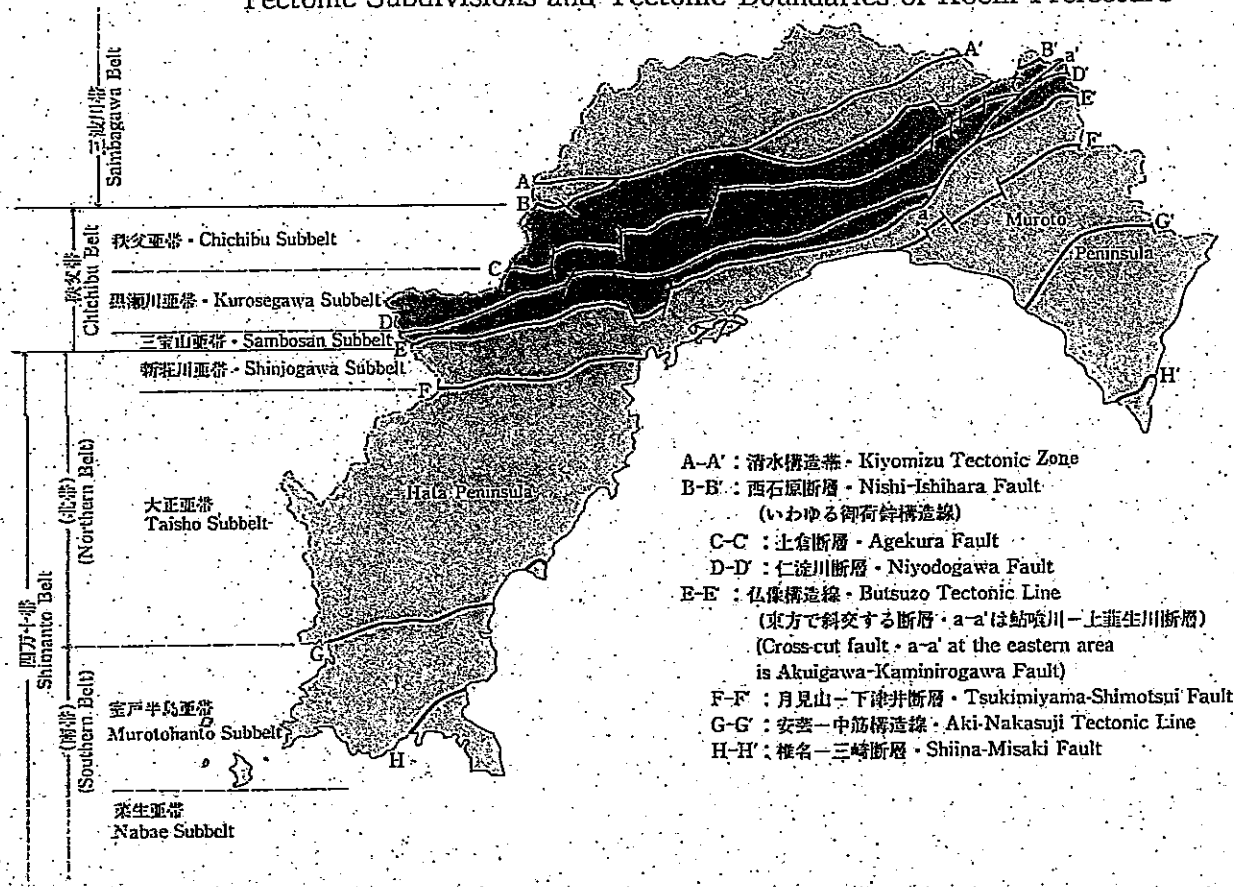 Tectonic Subdivisions and Tectonic Boundaries of Kochi Prefecture
三波川帯
Sambagawa Belt
秩父帯
Chichibu Belt
秩父亜帯・Chichibu Subbelt
黒瀬川亜帯・Kurosegawa Subbelt
三宝山亜帯・Sambosan Subbelt
新荘川亜帯・Shinjogawa Subbelt
四万十帯
Shimanto Belt
(北帯)
(Northern Belt)
大正亜帯
Taisho Subbelt
(南帯)
(Southern Belt)
室戸半島亜帯
Murotohanto Subbelt
菜生亜帯
Nabae Subbelt
A
B
C
D
E
F
G
H
A'
B'
a'
D'
E'
F'
G'
H'
a
Muroto
Peninsula
Hata Peninsula
A-A' : 清水構造帯・Kiyomizu Tectonic Zone
B-B' : 西石原断層・Nishi-Ishihara Fault
(いわゆる御荷鉾構造線)
C-C' : 上倉断層・Agekura Fault
D-D' : 仁淀川断層・Niyodogawa Fault
E-E' : 仏像構造線・Butsuzo Tectonic Line
(東方で斜交する断層・a-a'は鮎喰川－上韮生川断層)
(Cross-cut fault・a-a' at the eastern area
is Akuigawa-Kaminirogawa Fault)
F-F' : 月見山－下津井断層・Tsukimiyama-Shimotsui Fault
G-G' : 安芸－中筋構造線・Aki-Nakasuji Tectonic Line
H-H' : 椎名－三崎断層・Shiina-Misaki Fault